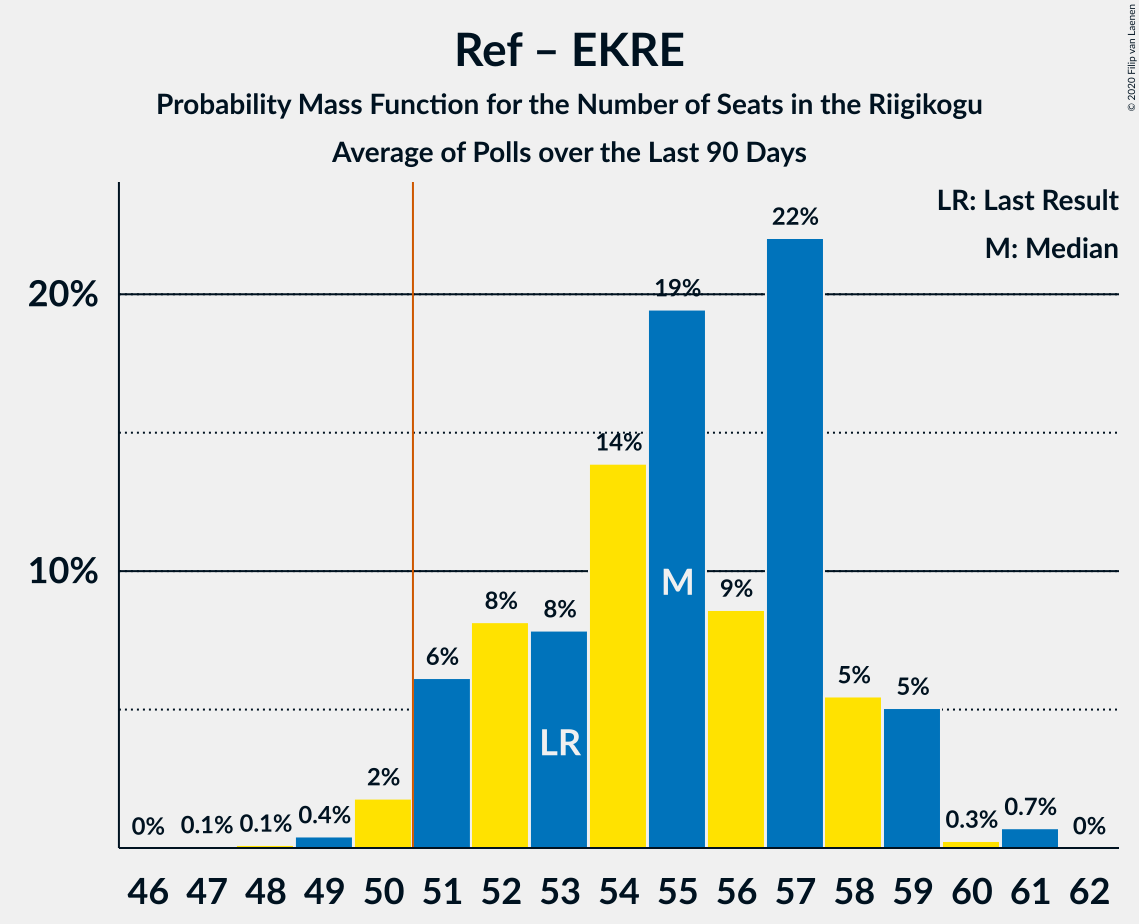 Ref – EKRE
Probability Mass Function for the Number of Seats in the Riigikogu
Average of Polls over the Last 90 Days
© 2020 Filip van Laenen
LR: Last Result
M: Median
20%
10%
0% 0.1% 0.1% 0.4% 2% 6% 8% 8% 14% 19% 9% 22% 5% 5% 0.3% 0.7% 0%
LR
M
46 47 48 49 50 51 52 53 54 55 56 57 58 59 60 61 62